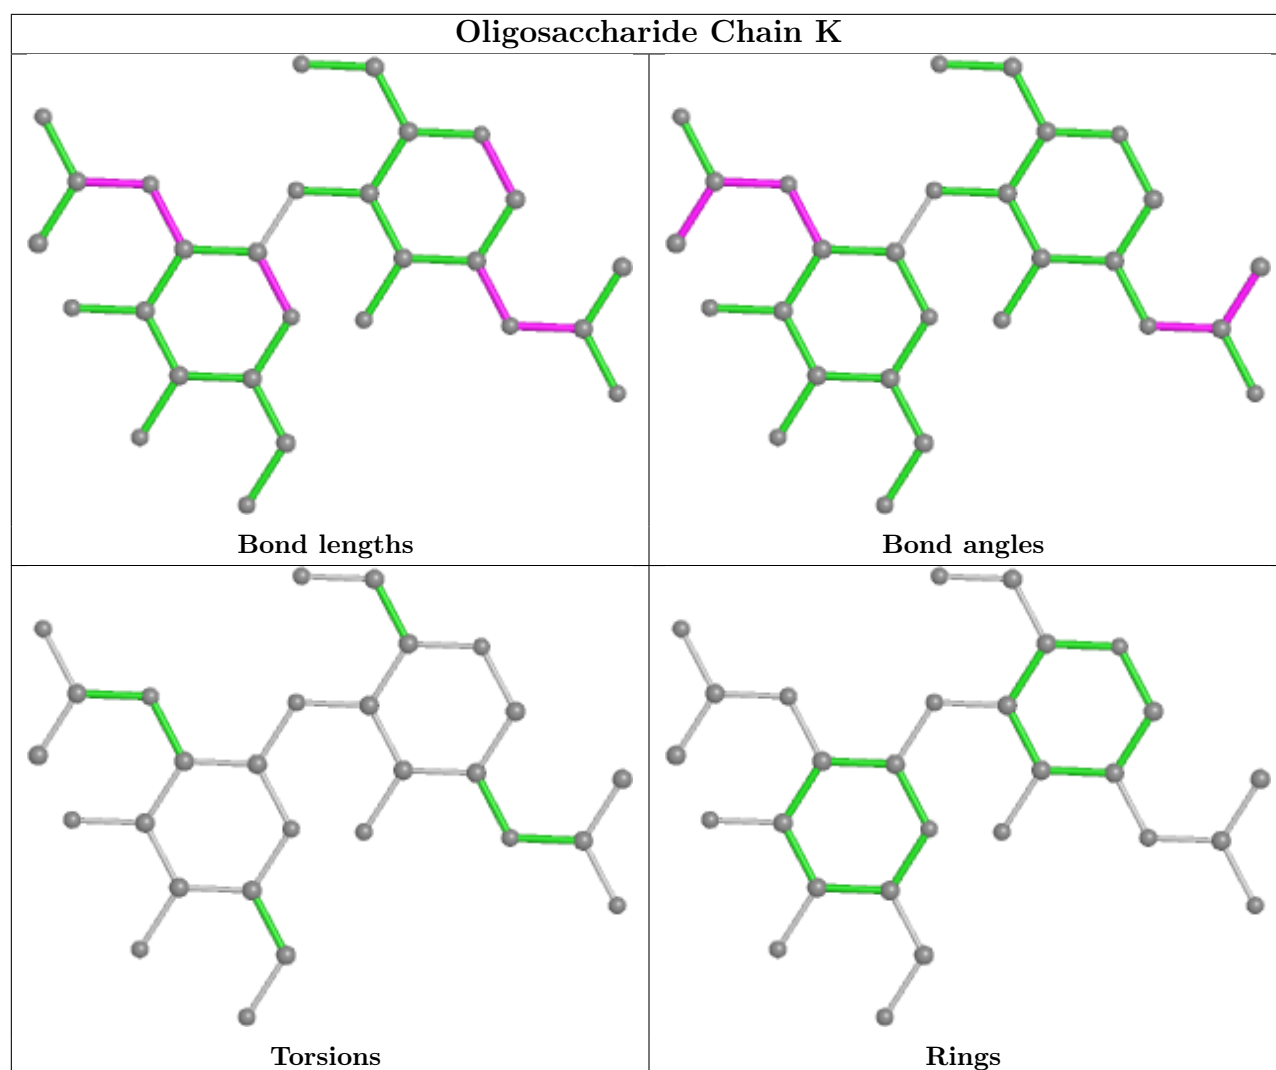 Oligosaccharide Chain K
Bond lengths
Bond angles
Torsions
Rings